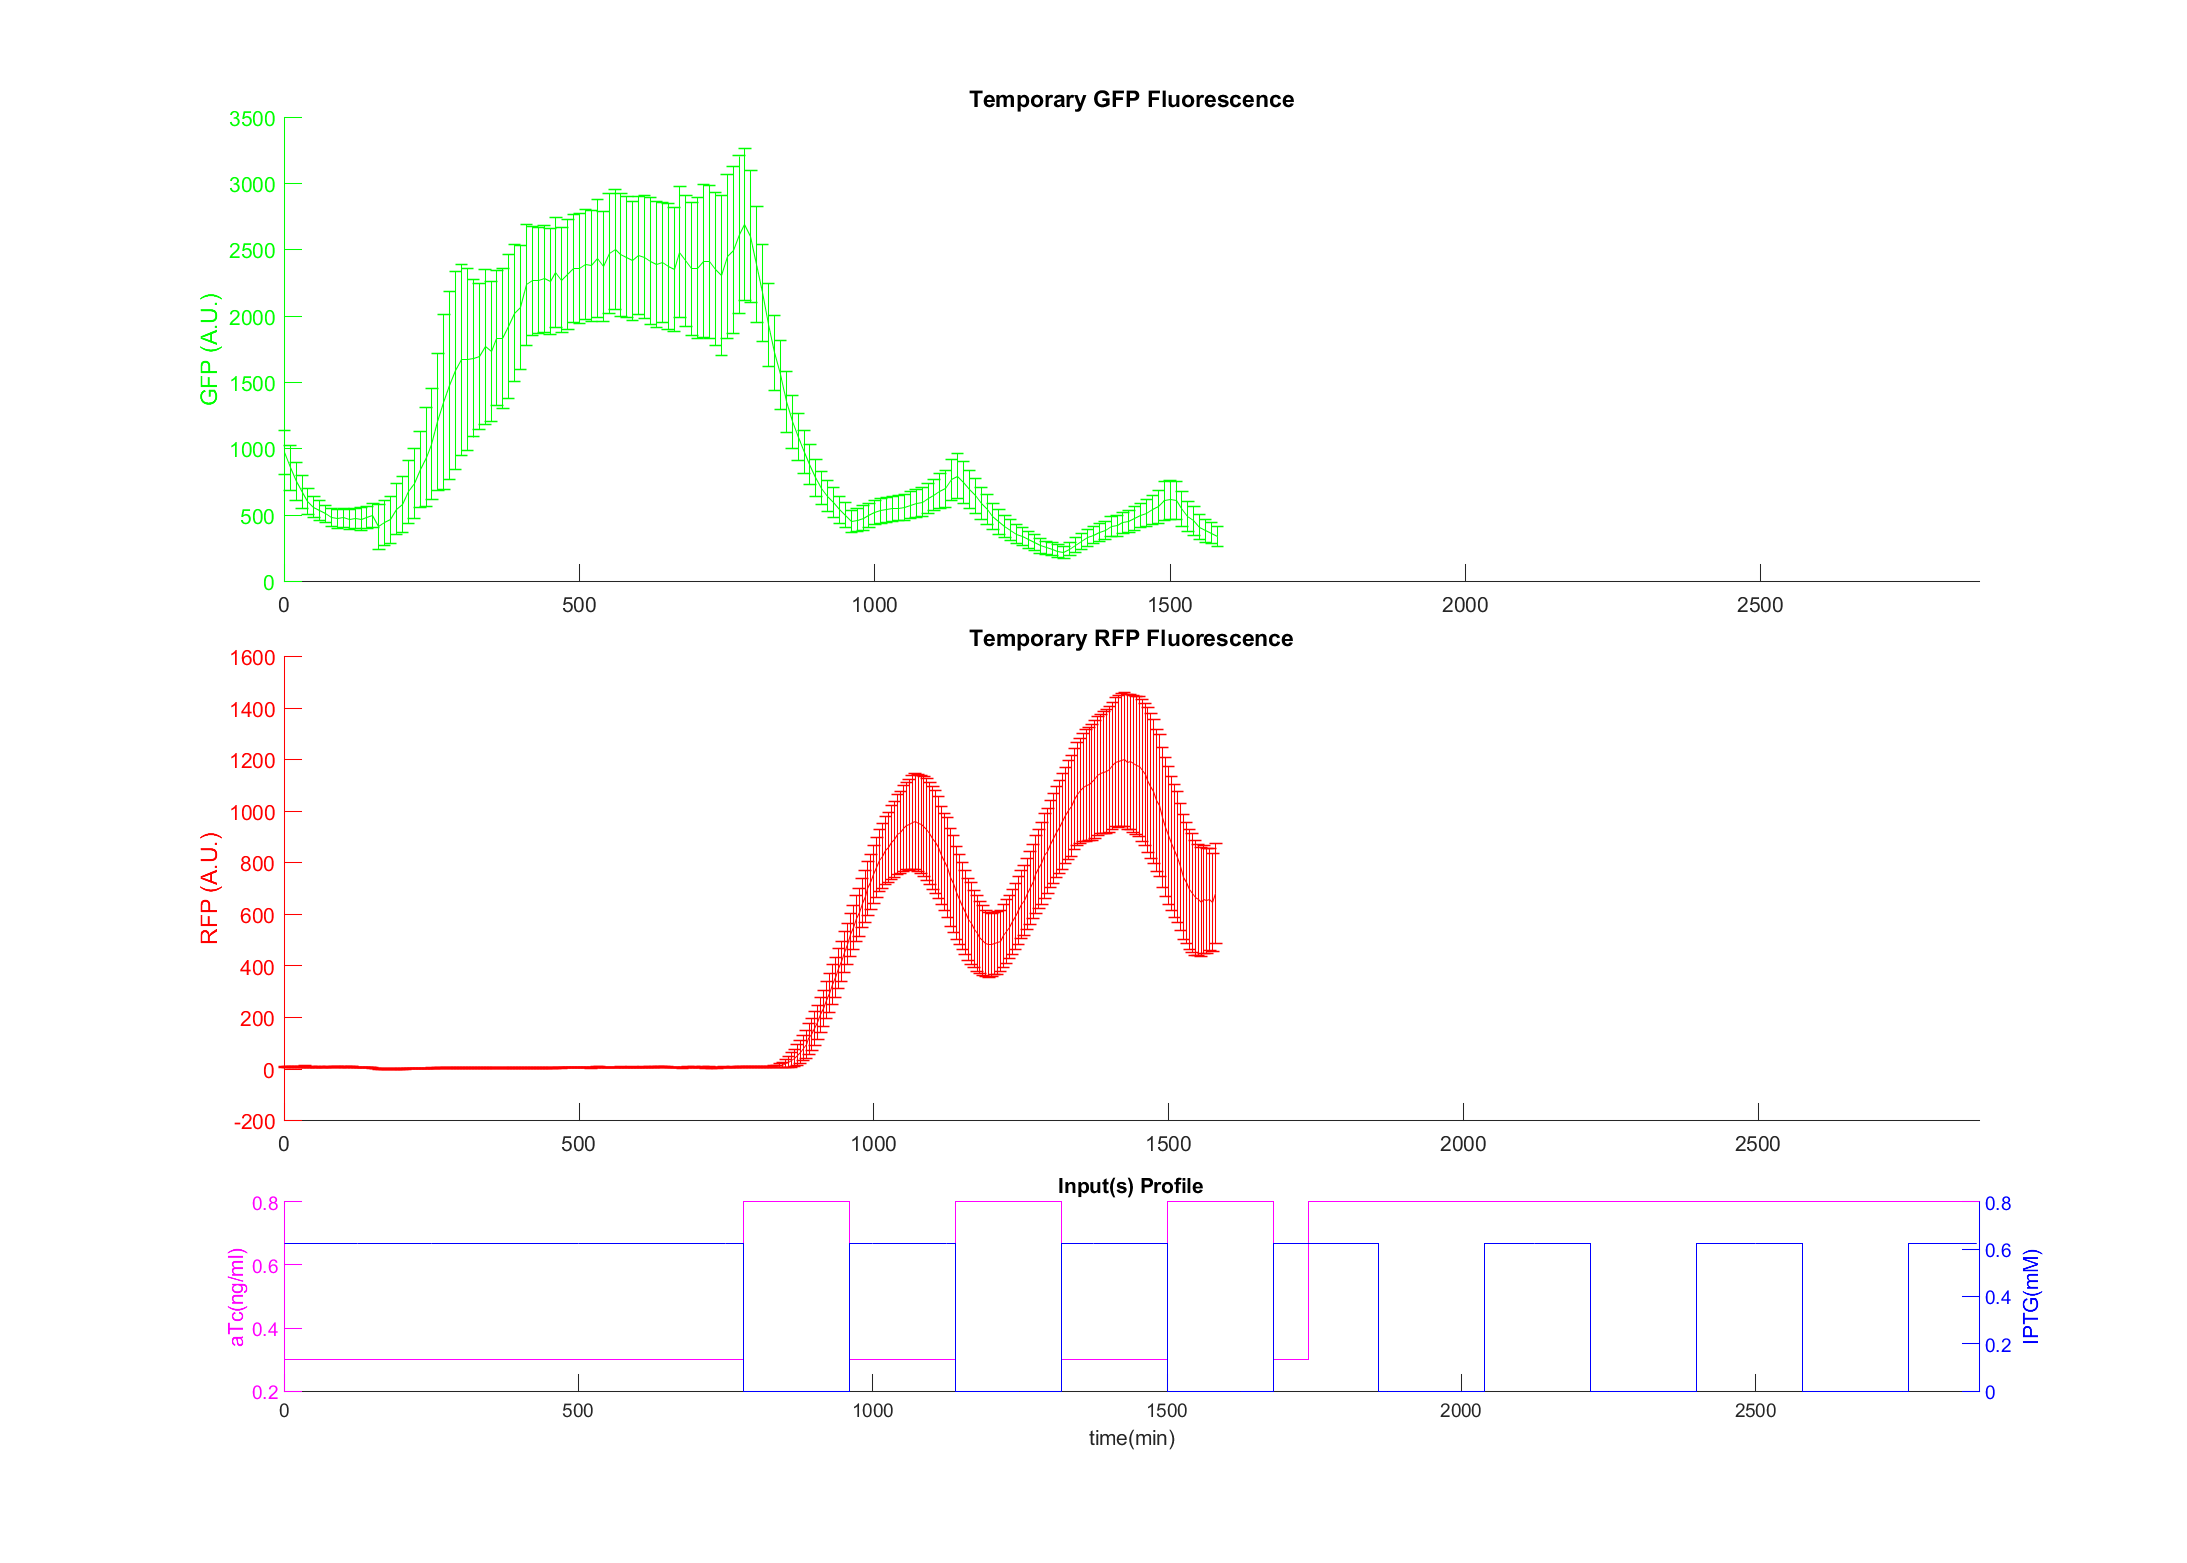 Temporary GFP Fluorescence
3500
3000
2500
2000
1500
1000
500
0
GFP (A.U.)
0 500 1000 1500 2000 2500
Temporary RFP Fluorescence
1600
1400
1200
1000
800
600
400
200
0
-200
RFP (A.U.)
0 500 1000 1500 2000 2500
Input(s) Profile
0.8
0.6
0.4
0.2
aTc(ng/ml)
0.8
0.6
0.4
0.2
0
IPTG(mM)
0 500 1000 1500 2000 2500
time(min)